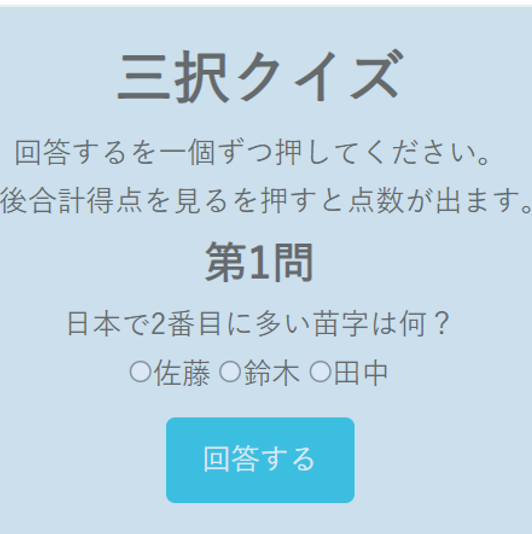 三択クイズ
回答するを一個ずつ押してください。
後合計得点を見るを押すと点数が出ます。
第1問
日本で2番目に多い苗字は何？
佐藤 鈴木 田中
回答する